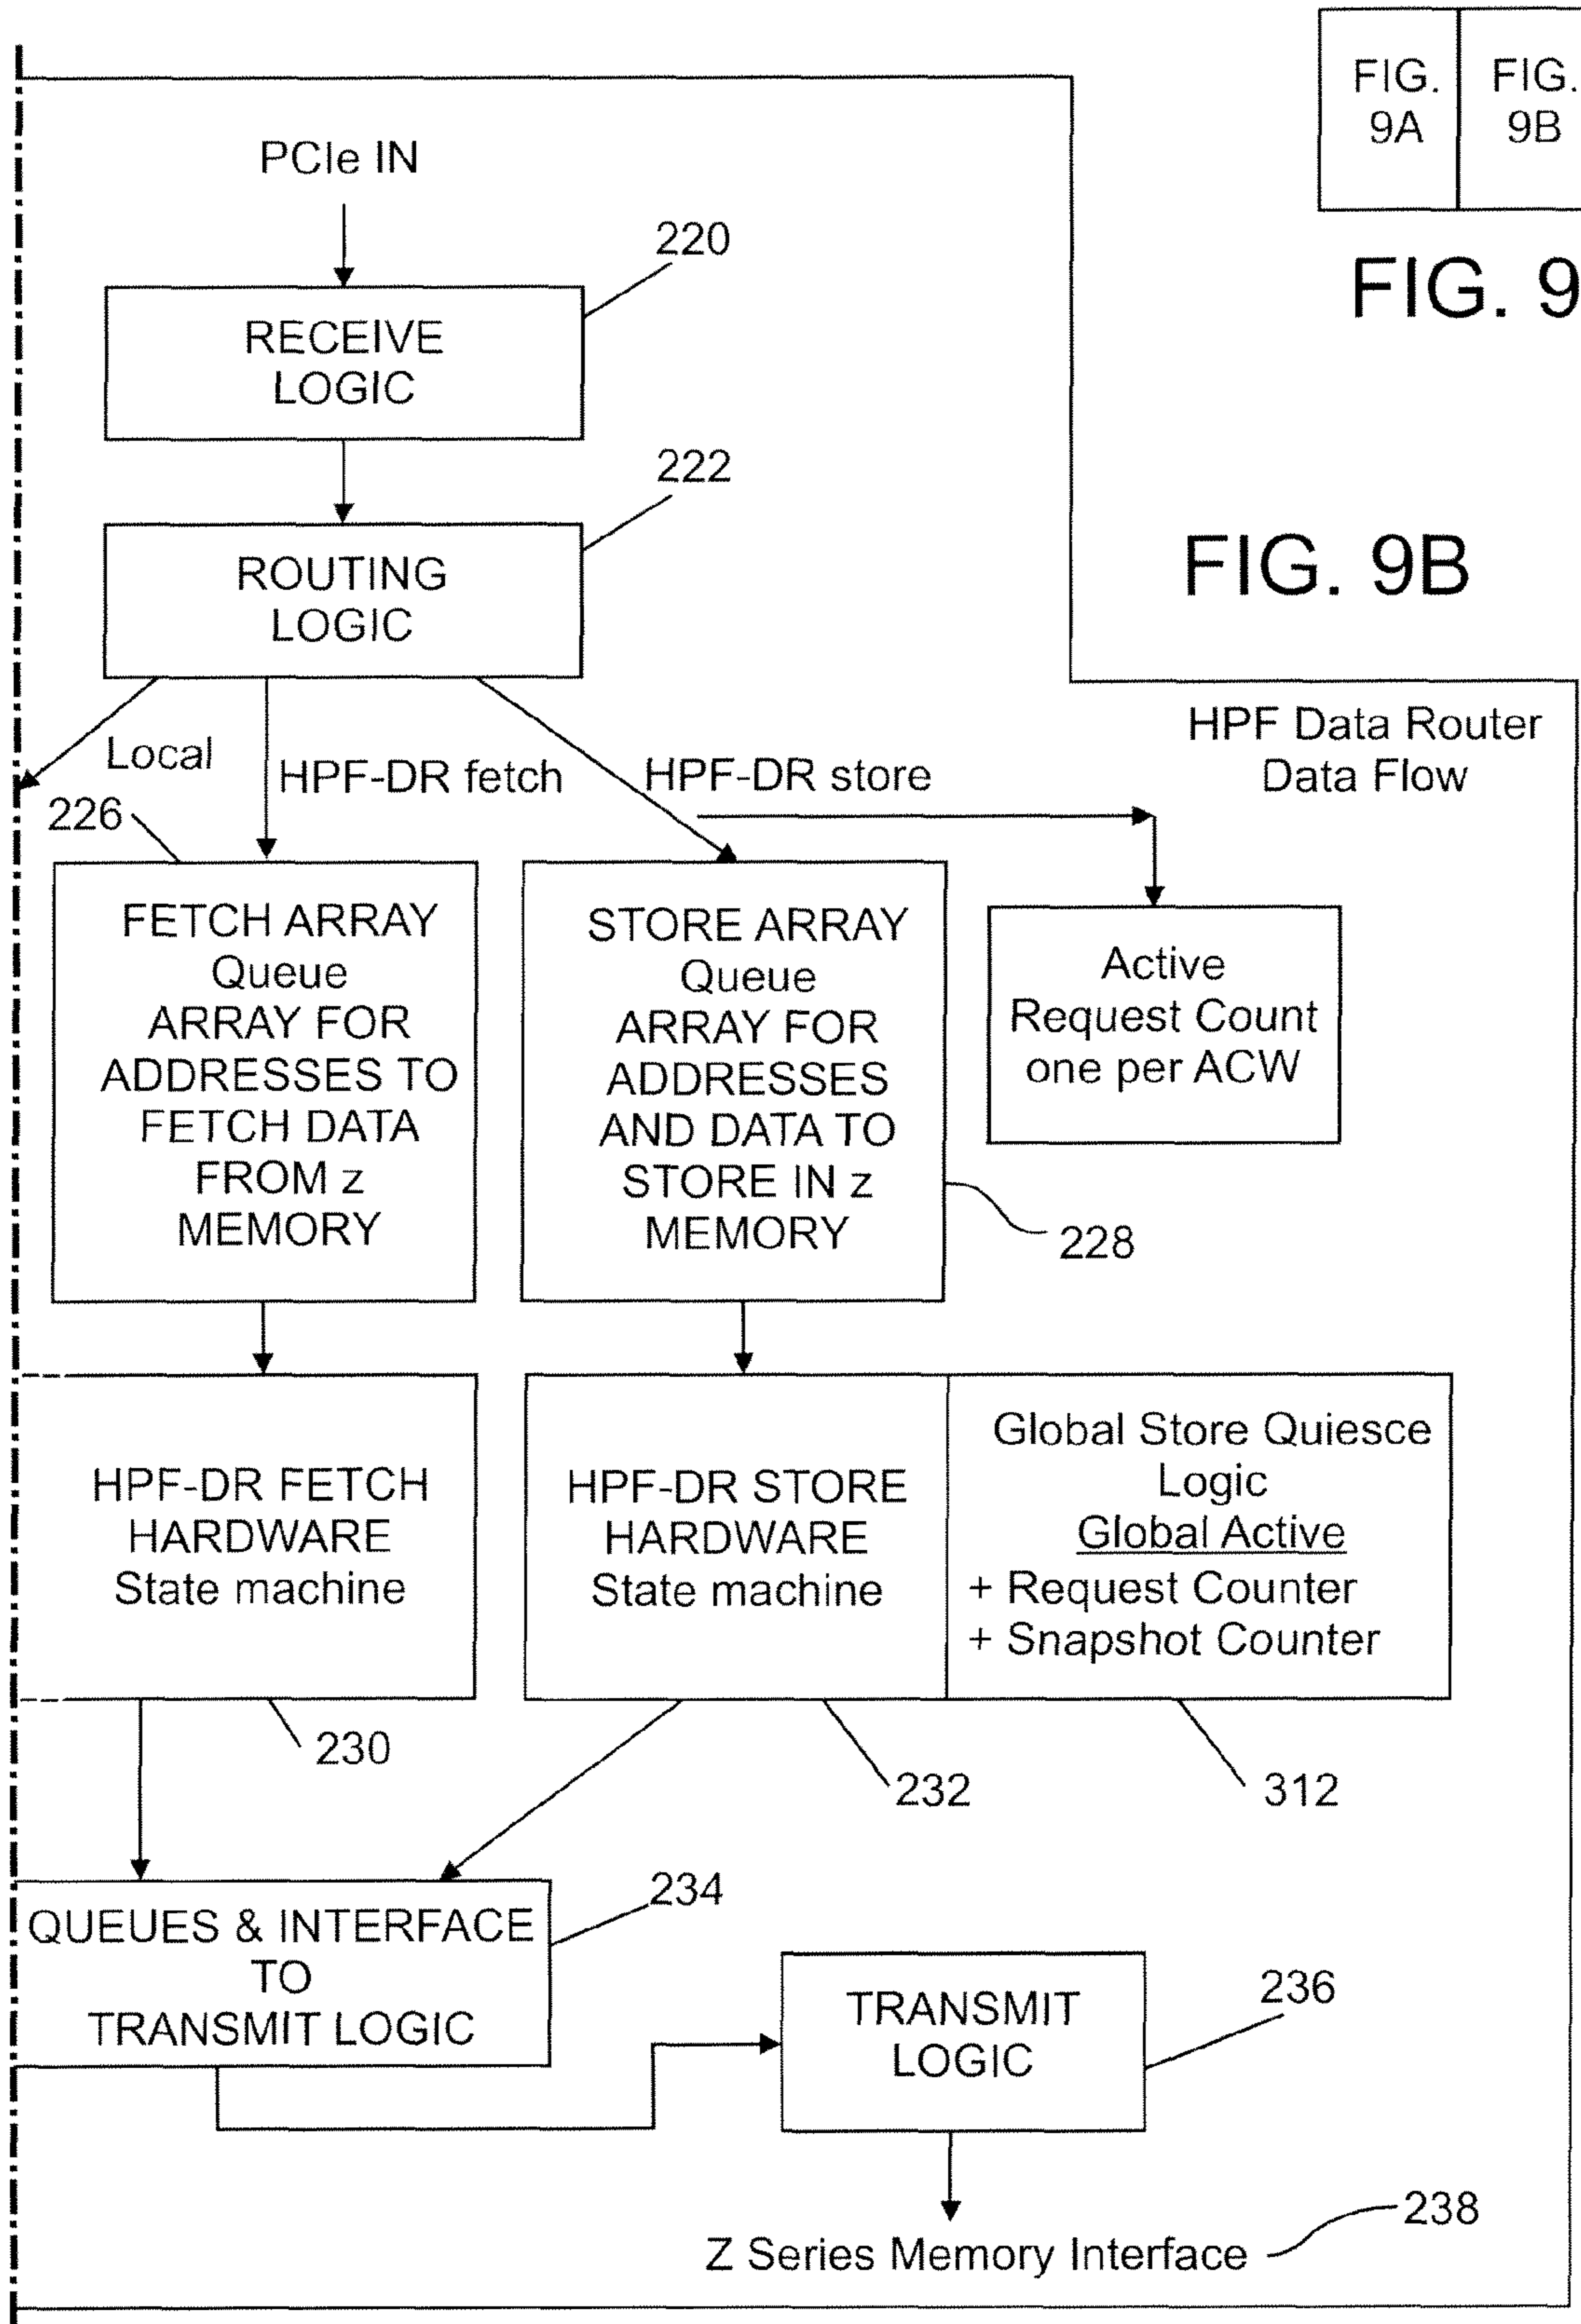 FIG.
9A
FIG.
9B
FIG. 9
PCIe IN
220
RECEIVE
LOGIC
222
ROUTING
LOGIC
FIG. 9B
HPF Data Router
Data Flow
Local
HPF-DR fetch
HPF-DR store
226
FETCH ARRAY
Queue
ARRAY FOR
ADDRESSES TO
FETCH DATA
FROM z
MEMORY
STORE ARRAY
Queue
ARRAY FOR
ADDRESSES
AND DATA TO
STORE IN z
MEMORY
228
Active
Request Count
one per ACW
HPF-DR FETCH
HARDWARE
State machine
230
HPF-DR STORE
HARDWARE
State machine
232
Global Store Quiesce
Logic
Global Active
+ Request Counter
+ Snapshot Counter
312
QUEUES & INTERFACE
TO
TRANSMIT LOGIC
234
TRANSMIT
LOGIC
236
Z Series Memory Interface
238